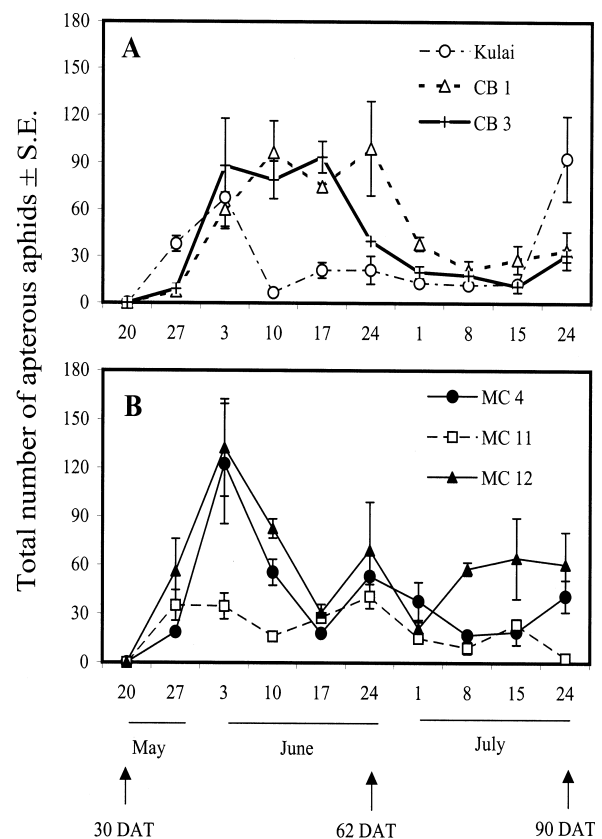 Total number of apterous aphids ± S.E.
180
A
Kulai
150
CB 1
120
CB 3
90
60
30
0
20 27 3 10 17 24 1 8 15 24
180
B
MC 4
150
MC 11
120
MC 12
90
60
30
0
20 27 3 10 17 24 1 8 15 24
May June July
30 DAT 62 DAT 90 DAT